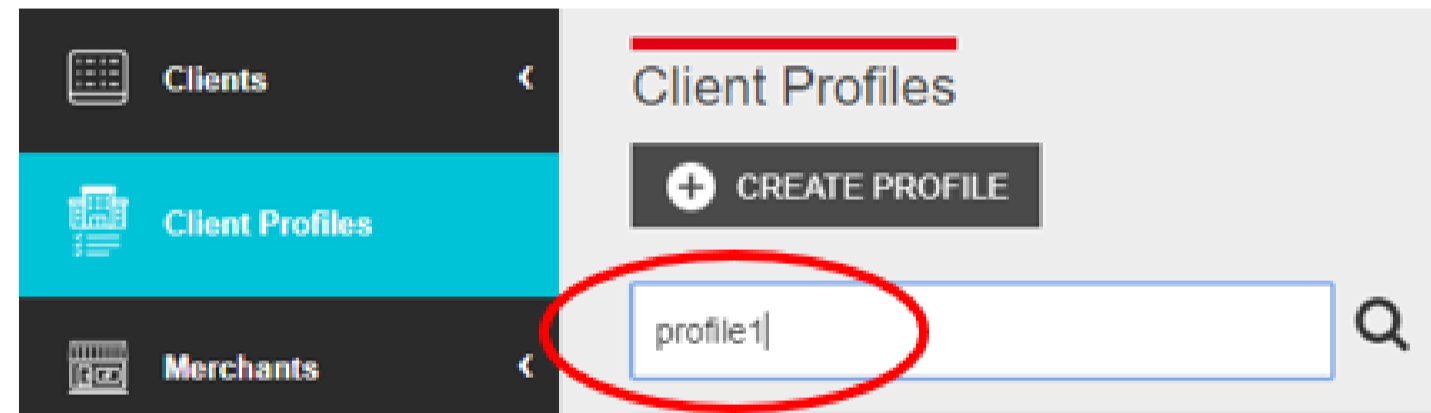 Clients
Client Profiles
Merchants
Client Profiles
CREATE PROFILE
profile1